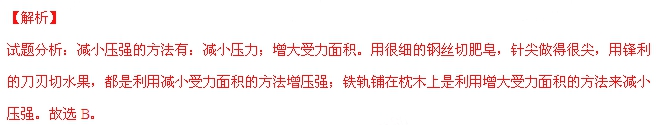 【解析】
试题分析：减小压强的方法有：减小压力；增大受力面积。用很细的钢丝切肥皂，针尖做得很尖，用锋利
的刀刃切水果，都是利用减小受力面积的方法增压强；铁轨铺在枕木上是利用增大受力面积的方法来减小
压强。故选 B。